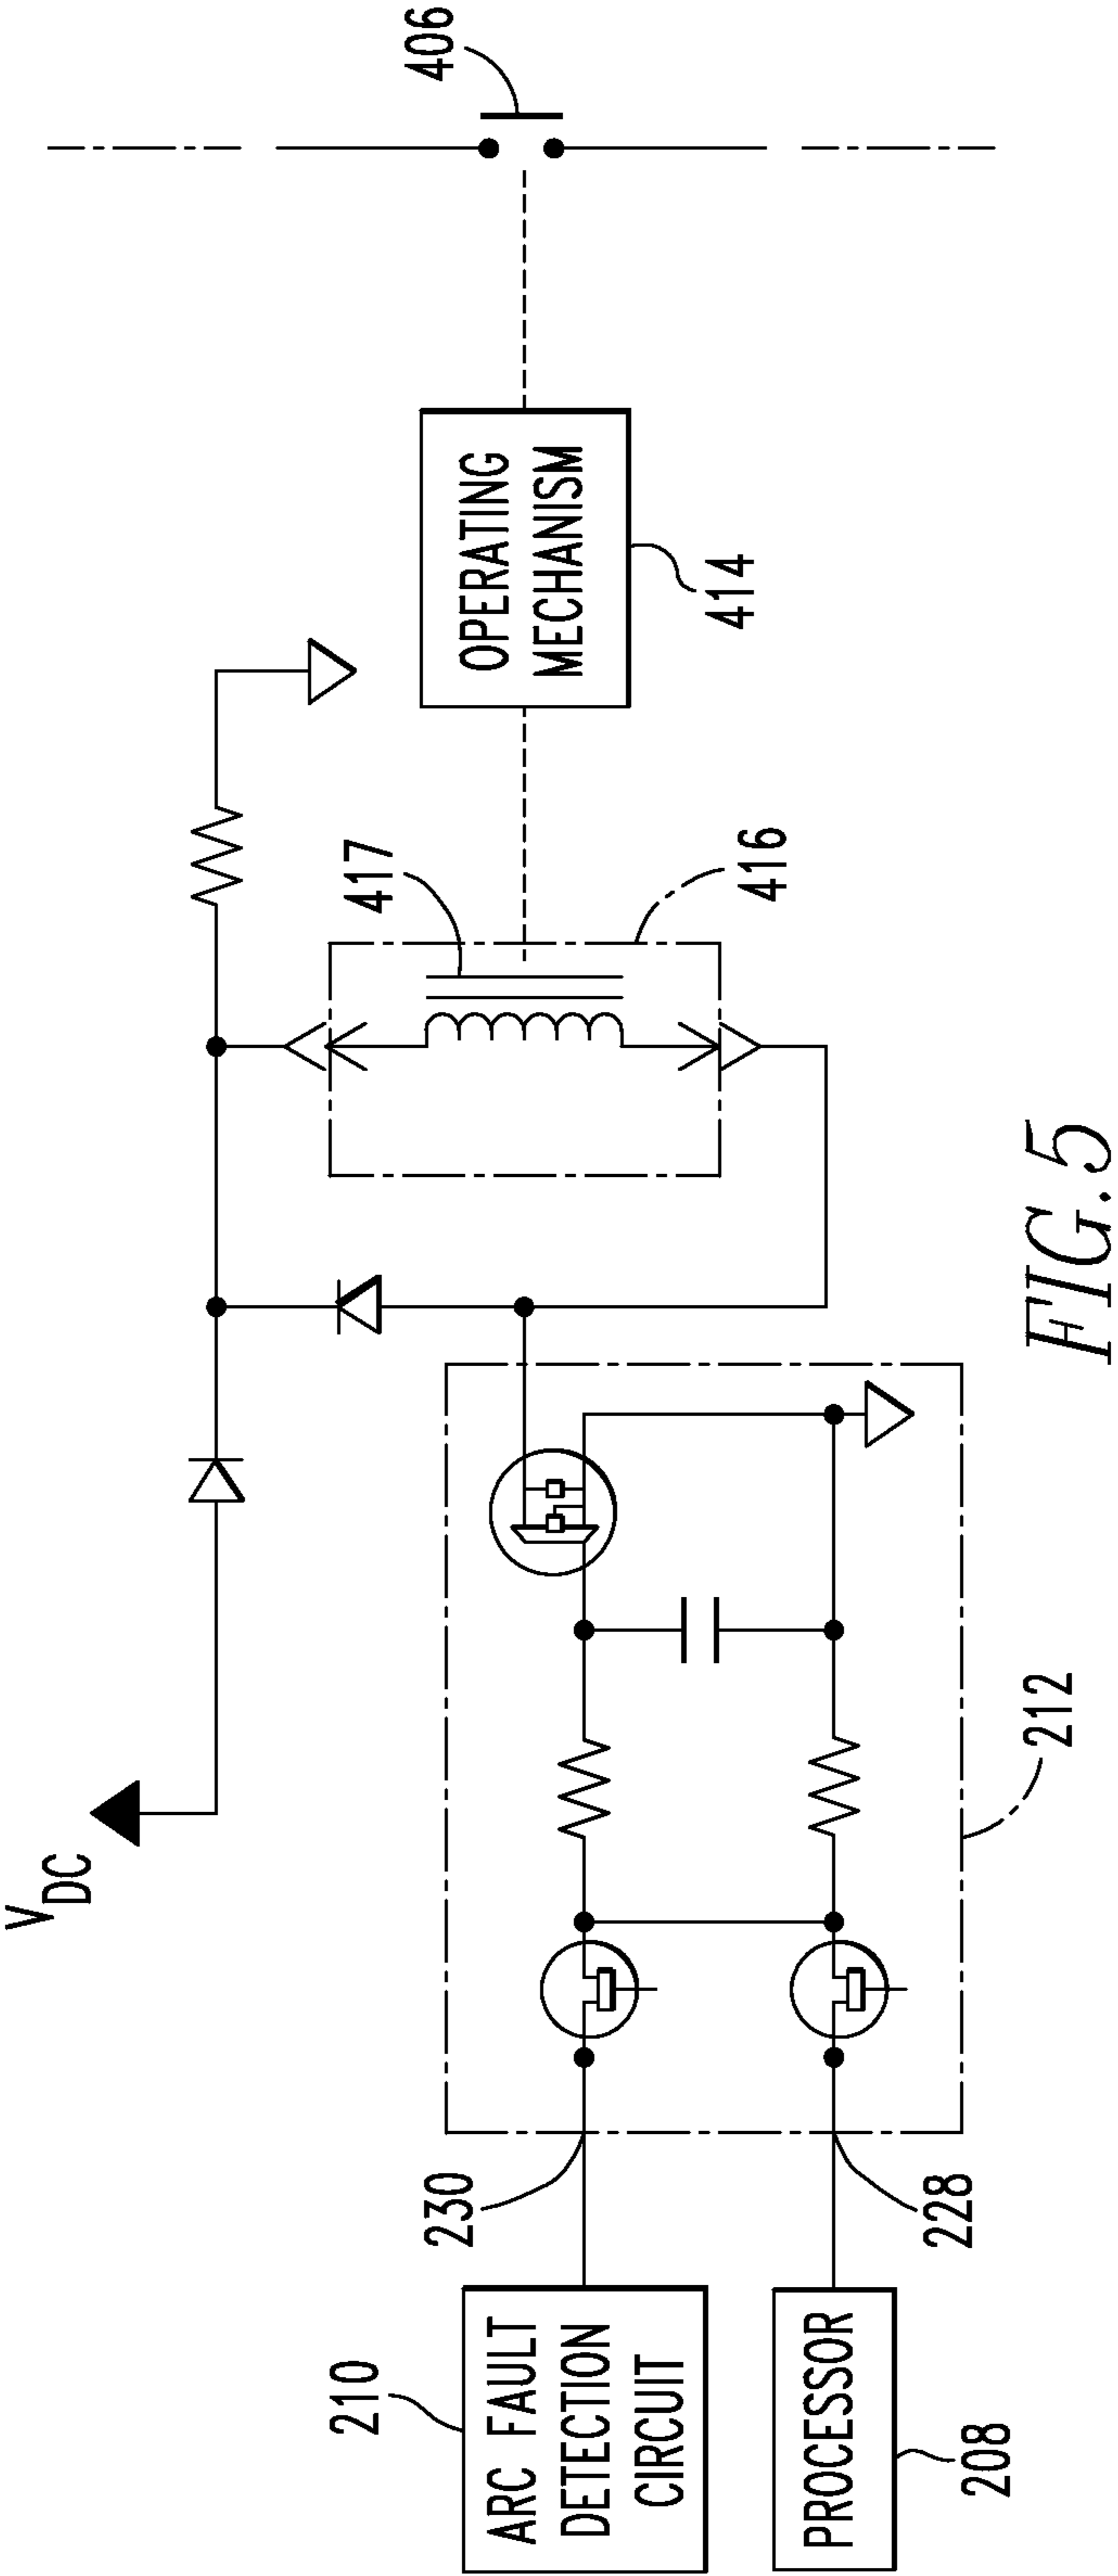 V DC
210
ARC FAULT
DETECTION
CIRCUIT
230
PROCESSOR
208
228
212
417
416
OPERATING
MECHANISM
414
406
FIG.5